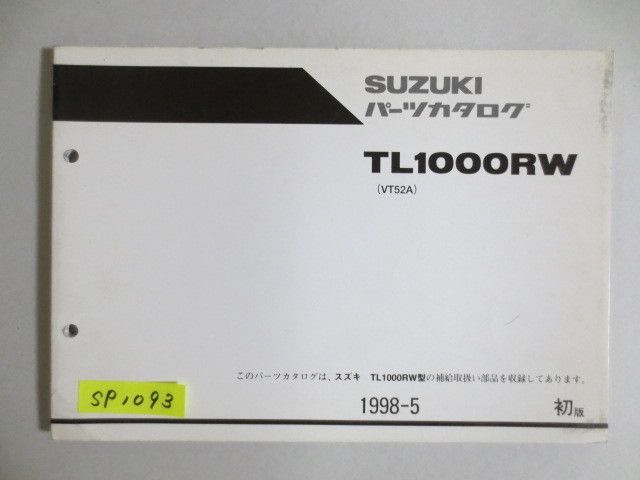 SUZUKI
パーツカタログ
TL1000RW
(VT52A)
このパーツカタログは、スズキ TL1000RW型の補給取扱い部品を収録してあります。
SP1093
1998-5
初版